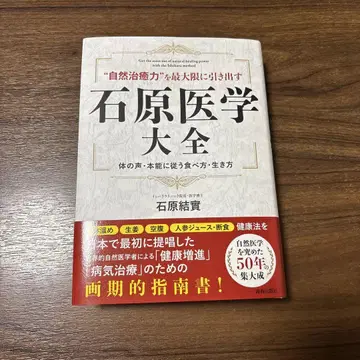 "自然治癒力"を最大限に引き出す
石原医学
大全
体の声・本能に従う食べ方・生き方
石原結實
温め 生姜 空腹 人参ジュース・断食 健康法を
本で最初に提唱した
自然医学者による「健康増進」
「病気治療」のための
画期的指南書！
自然医学
を究めた
50年の
集大成